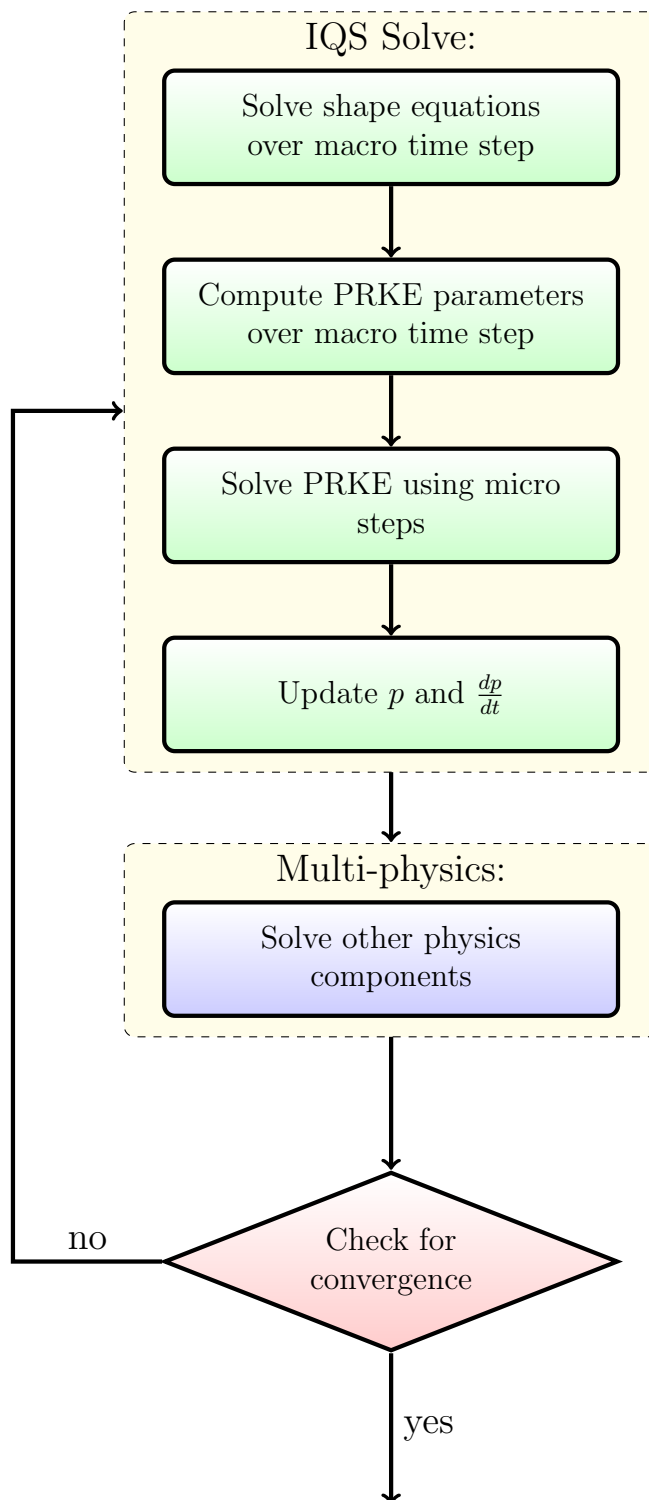 IQS Solve:
Solve shape equations
over macro time step
Compute PRKE parameters
over macro time step
Solve PRKE using micro
steps
Update p and dp/dt
Multi-physics:
Solve other physics
components
Check for
convergence
no
yes